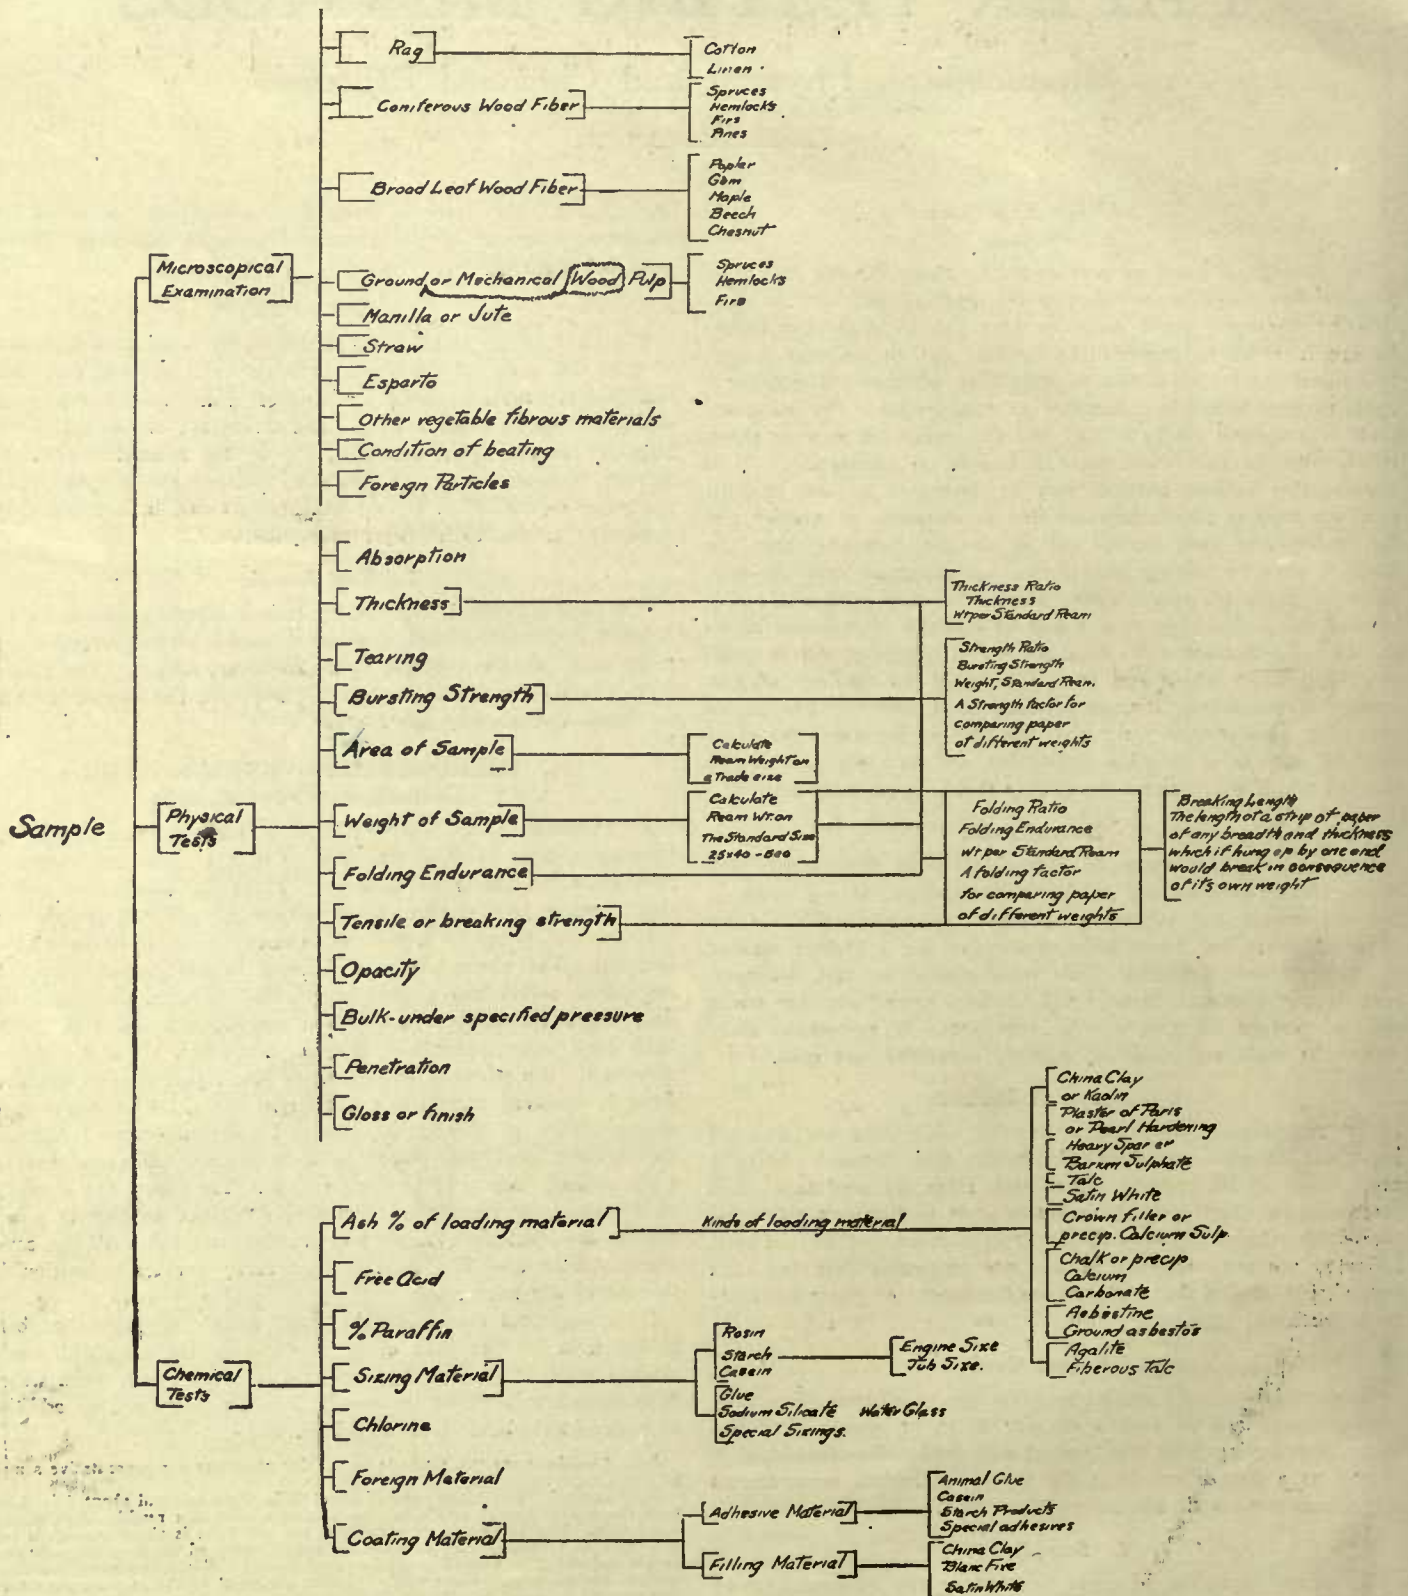 Sample
Microscopical
Examination
Rag
Cotton
Linen
Coniferous Wood Fiber
Spruces
Hemlocks
Firs
Pines
Broad Leaf Wood Fiber
Popler
Gum
Maple
Beech
Chesnut
Ground or Mechanical Wood Pulp
Spruces
Hemlocks
Firs
Manilla or Jute
Straw
Esparto
Other vegetable fibrous materials
Condition of beating
Foreign Particles
Physical
Tests
Absorption
Thickness
Thickness Ratio
Thickness
Wt per Standard Ream
Tearing
Bursting Strength
Strength Ratio
Bursting Strength
Weight, Standard Ream.
A Strength factor for
comparing paper
of different weights
Area of Sample
Calculate
Ream Weight on
a Trade size
Weight of Sample
Calculate
Ream Wt. on
The Standard Size
25x40-500
Folding Endurance
Folding Ratio
Folding Endurance
Wt per Standard Ream
A folding factor
for comparing paper
of different weights
Breaking Length
The length of a strip of paper
of any breadth and thickness
which if hung up by one end
would break in consequence
of its own weight
Tensile or breaking strength
Opacity
Bulk-under specified pressure
Penetration
Gloss or finish
Chemical
Tests
Ash % of loading material
Kinds of loading material
China Clay
or Kaolin
Plaster of Paris
or Pearl Hardening
Heavy Spar or
Barium Sulphate
Talc
Satin White
Crown filler or
precip. Calcium Sulp.
Chalk or precip
Calcium
Carbonate
Asbestine
Ground asbestos
Agalite
Fiberous Talc
Free Acid
% Paraffin
Sizing Material
Rosin
Starch
Casein
Engine Size
Tub Size.
Glue
Sodium Silicate Water Glass
Special Sizings.
Chlorine
Foreign Material
Coating Material
Adhesive Material
Animal Glue
Casein
Starch Products
Special adhesives
Filling Material
China Clay
Blanc Fixe
Satin White